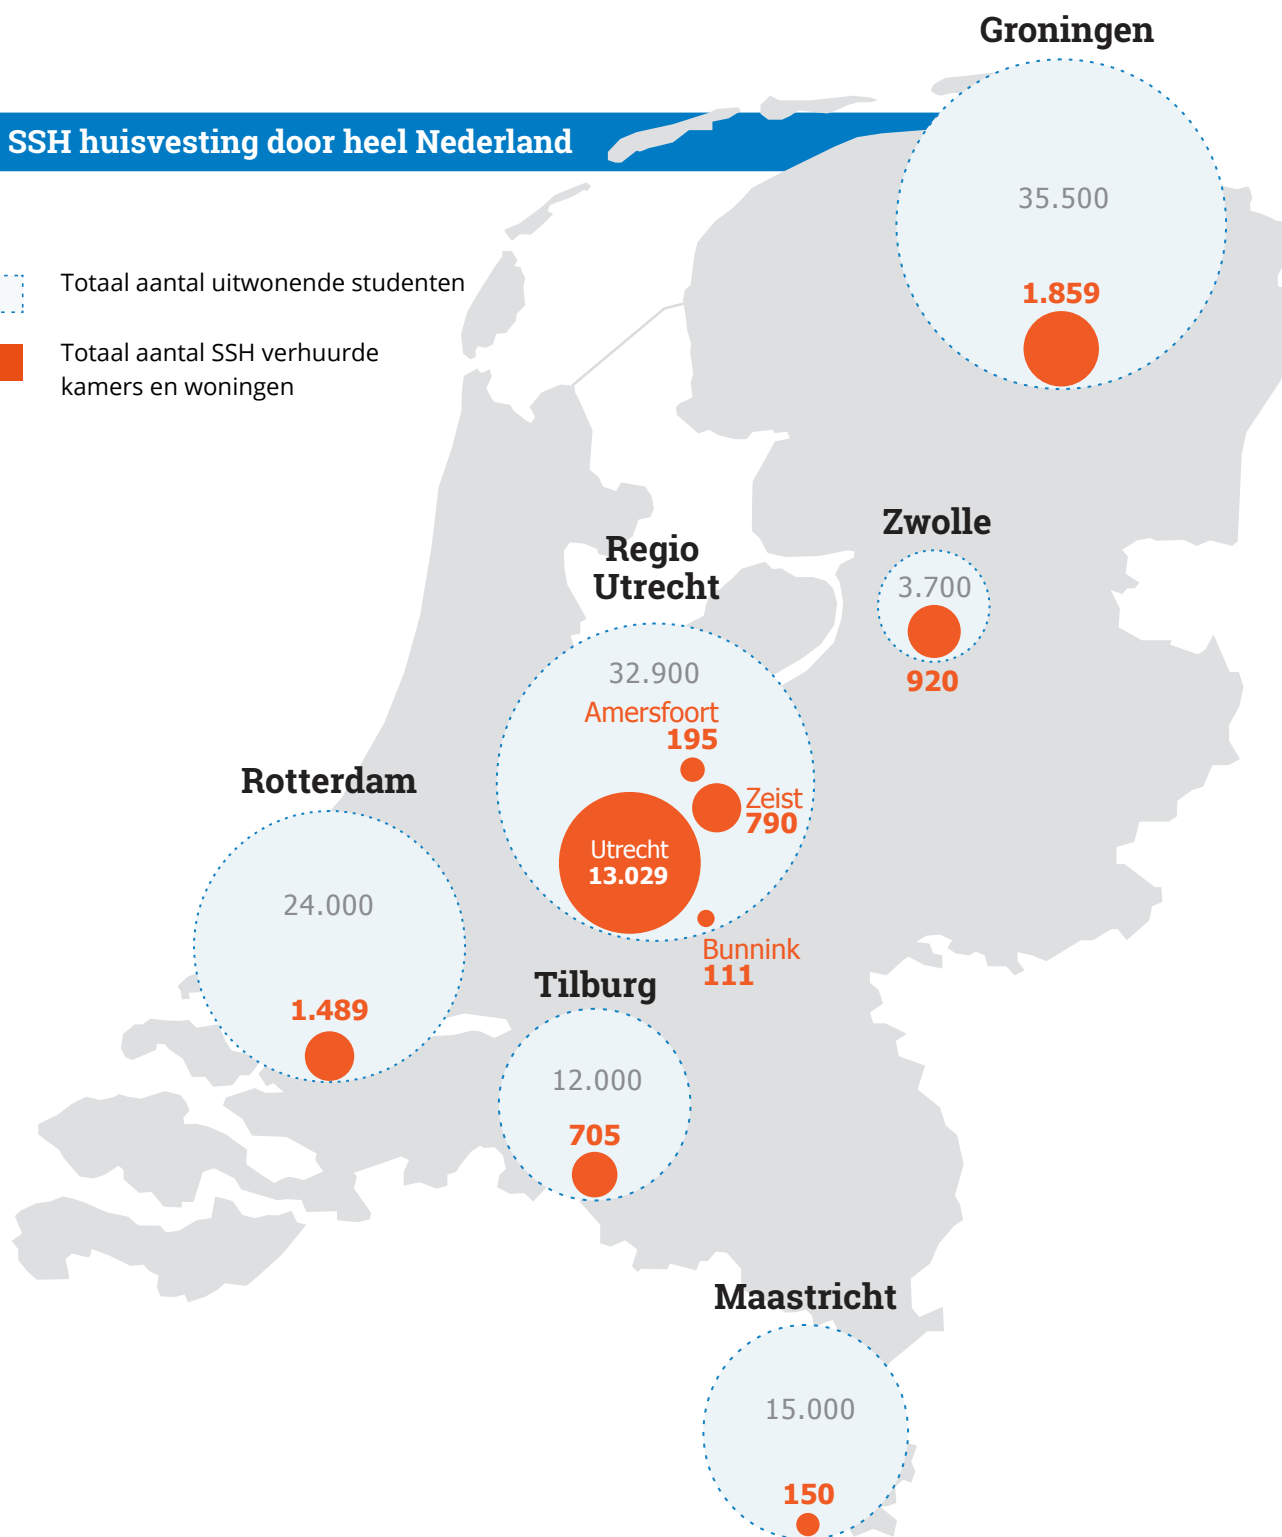 Groningen
SSH huisvesting door heel Nederland
35.500
1.859
Totaal aantal uitwonende studenten
Totaal aantal SSH verhuurde
kamers en woningen
Zwolle
3.700
920
Regio
Utrecht
32.900
Amersfoort
195
Zeist
790
Utrecht
13.029
Bunnink
111
Rotterdam
24.000
1.489
Tilburg
12.000
705
Maastricht
15.000
150